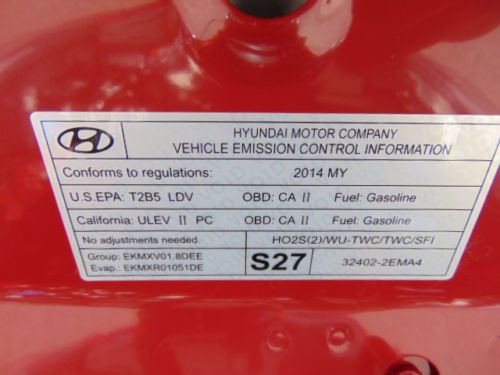 HYUNDAI MOTOR COMPANY
VEHICLE EMISSION CONTROL INFORMATION
Conforms to regulations: 2014 MY
U.S.EPA: T2B5 LDV OBD: CA II Fuel: Gasoline
California: ULEV II PC OBD: CA II Fuel: Gasoline
No adjustments needed HO2S(2)/WU-TWC/TWC/SFI
Group: EKMXV01.8DEE
Evap : EKMXR01051DE
S27 32402-2EMA4